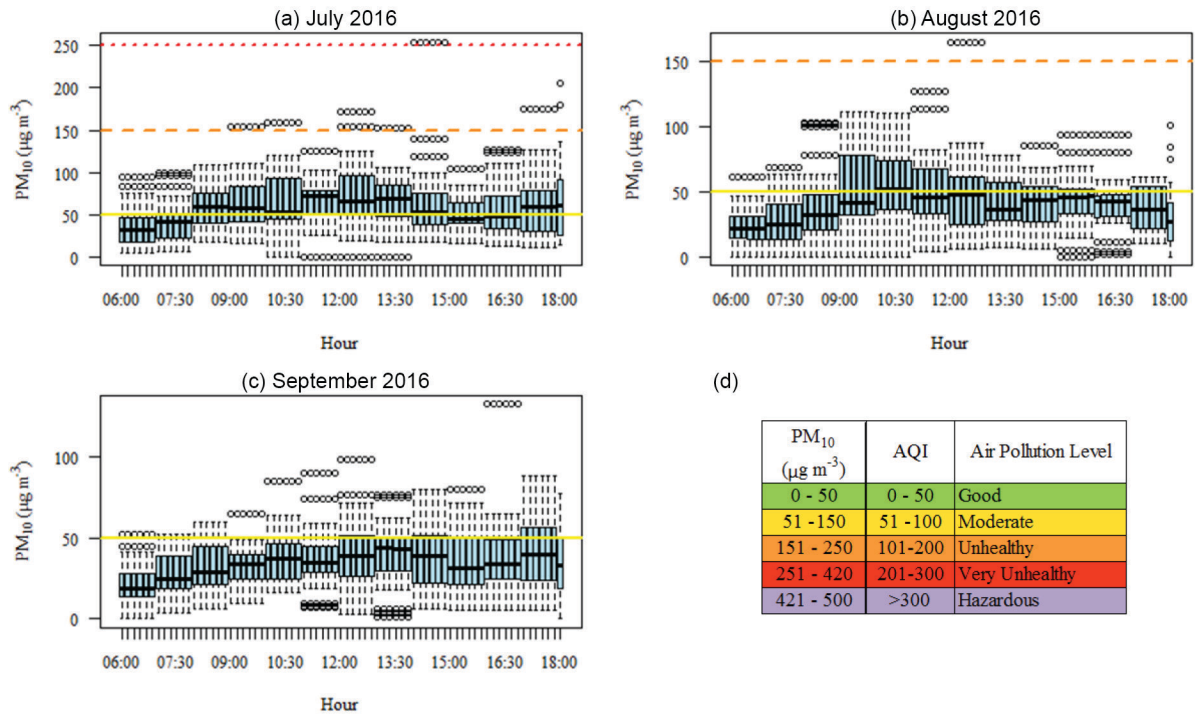 (a) July 2016
PM10 (μg m-3)
250
200
150
100
50
0
06:00 07:30 09:00 10:30 12:00 13:30 15:00 16:30 18:00
Hour
(b) August 2016
PM10 (μg m-3)
150
100
50
0
06:00 07:30 09:00 10:30 12:00 13:30 15:00 16:30 18:00
Hour
(c) September 2016
PM10 (μg m-3)
100
50
0
06:00 07:30 09:00 10:30 12:00 13:30 15:00 16:30 18:00
Hour
(d)
PM10 (μg m-3) AQI Air Pollution Level
0 - 50 0 - 50 Good
51 -150 51 -100 Moderate
151 - 250 101-200 Unhealthy
251 - 420 201-300 Very Unhealthy
421 - 500 >300 Hazardous